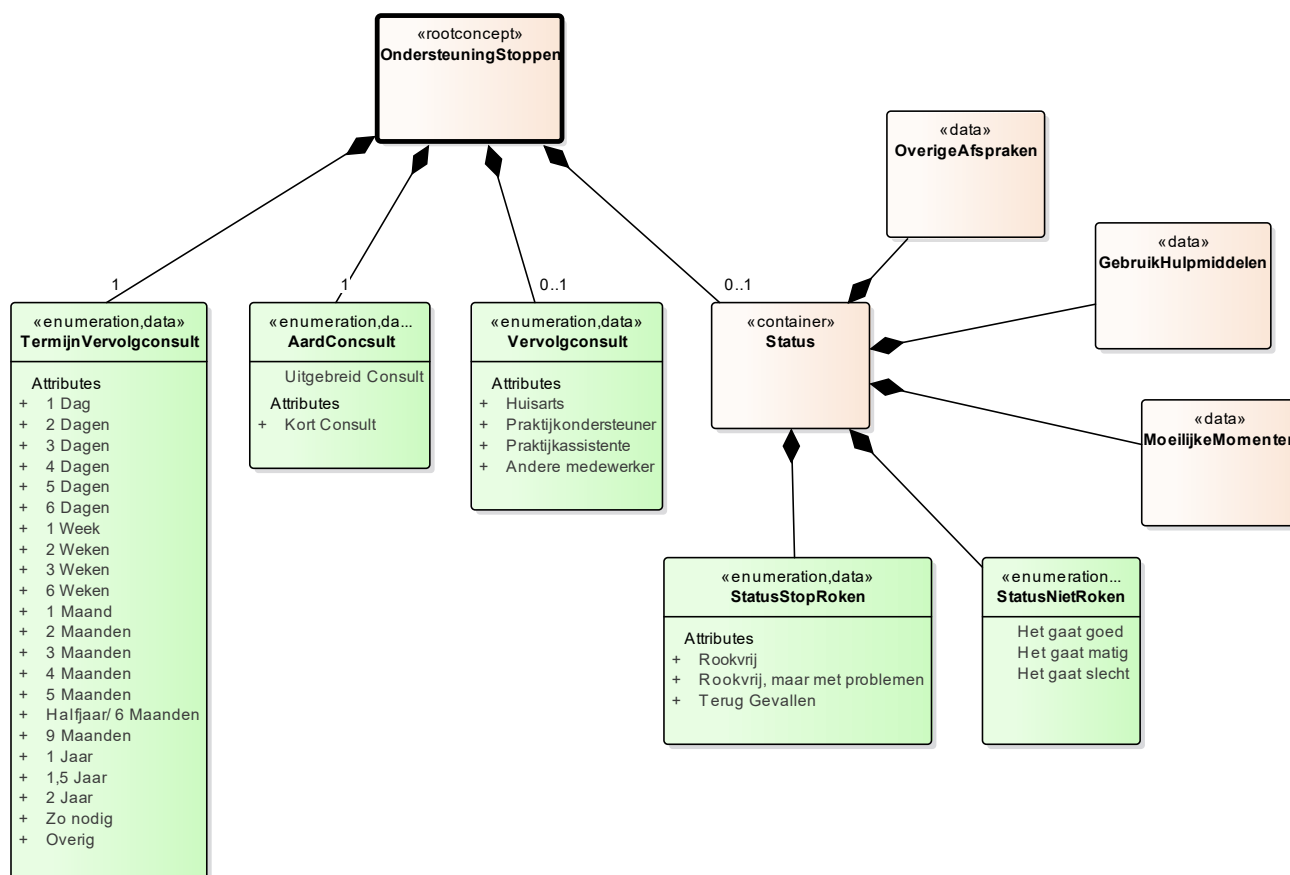 «rootconcept»
OndersteuningStoppen
«data»
OverigeAfspraken
«data»
GebruikHulpmiddelen
1
1
0..1
0..1
«enumeration,data»
TermijnVervolgconsult
Attributes
+ 1 Dag
+ 2 Dagen
+ 3 Dagen
+ 4 Dagen
+ 5 Dagen
+ 6 Dagen
+ 1 Week
+ 2 Weken
+ 3 Weken
+ 6 Weken
+ 1 Maand
+ 2 Maanden
+ 3 Maanden
+ 4 Maanden
+ 5 Maanden
+ Halfjaar/ 6 Maanden
+ 9 Maanden
+ 1 Jaar
+ 1,5 Jaar
+ 2 Jaar
+ Zo nodig
+ Overig
«enumeration,da...
AardConcsult
Uitgebreid Consult
Attributes
+ Kort Consult
«enumeration,data»
Vervolgconsult
Attributes
+ Huisarts
+ Praktijkondersteuner
+ Praktijkassistente
+ Andere medewerker
«container»
Status
«data»
MoeilijkeMomenten
«enumeration,data»
StatusStopRoken
Attributes
+ Rookvrij
+ Rookvrij, maar met problemen
+ Terug Gevallen
«enumeration...
StatusNietRoken
Het gaat goed
Het gaat matig
Het gaat slecht